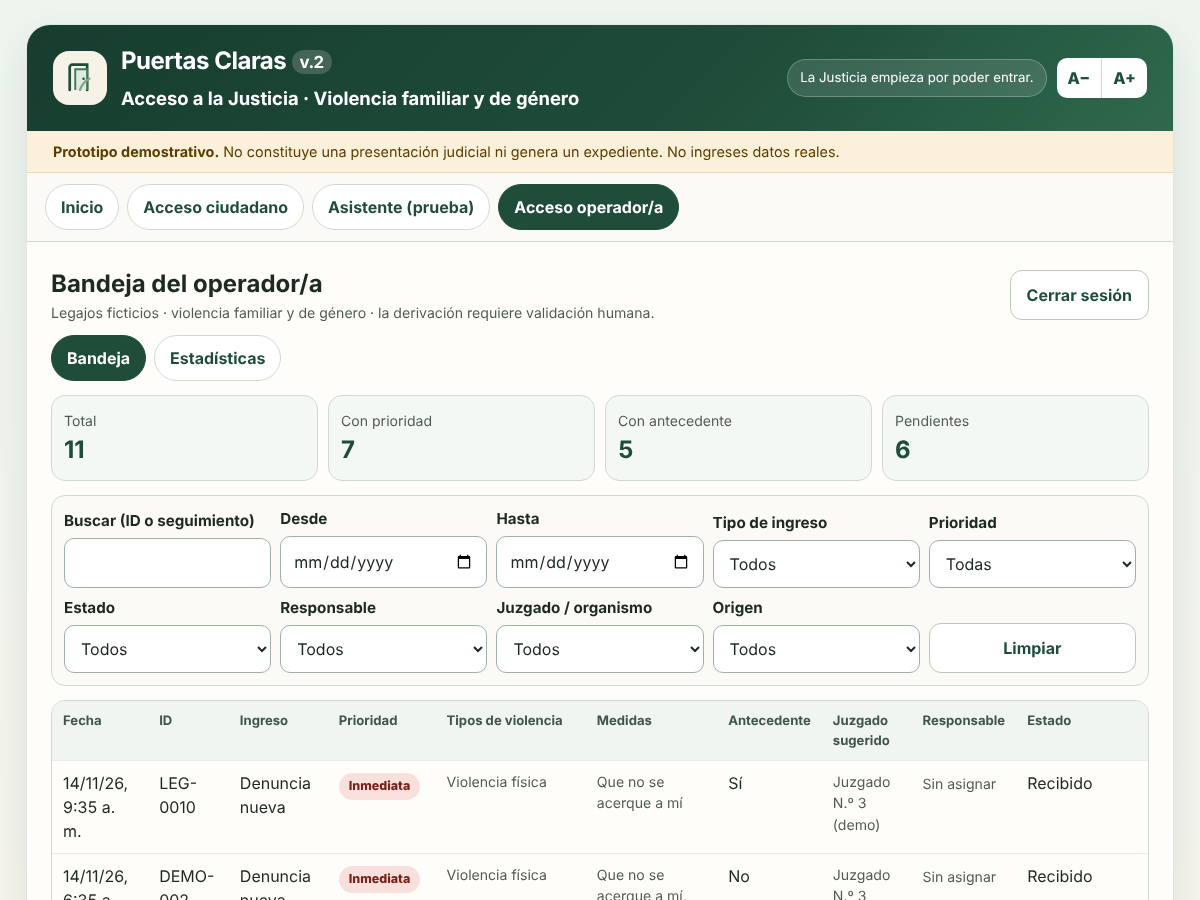 Puertas Claras v.2
Acceso a la Justicia · Violencia familiar y de género
La Justicia empieza por poder entrar.
A− A+
Prototipo demostrativo. No constituye una presentación judicial ni genera un expediente. No ingreses datos reales.
Inicio Acceso ciudadano Asistente (prueba) Acceso operador/a
Bandeja del operador/a
Legajos ficticios · violencia familiar y de género · la derivación requiere validación humana.
Cerrar sesión
Bandeja Estadísticas
Total Con prioridad Con antecedente Pendientes
11 7 5 6
Buscar (ID o seguimiento) Desde Hasta Tipo de ingreso Prioridad
mm/dd/yyyy mm/dd/yyyy Todos Todas
Estado Responsable Juzgado / organismo Origen
Todos Todos Todos Todos Limpiar
Fecha ID Ingreso Prioridad Tipos de violencia Medidas Antecedente Juzgado sugerido Responsable Estado
14/11/26, 9:35 a. m. LEG-0010 Denuncia nueva Inmediata Violencia física Que no se acerque a mí Sí Juzgado N.º 3 (demo) Sin asignar Recibido
14/11/26, DEMO- Denuncia Inmediata Violencia física Que no se acerque a mí, No Juzgado N.º 3 Sin asignar Recibido